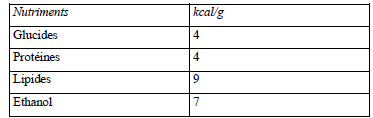 Nutriments kcal/g
Glucides 4
Protéines 4
Lipides 9
Ethanol 7